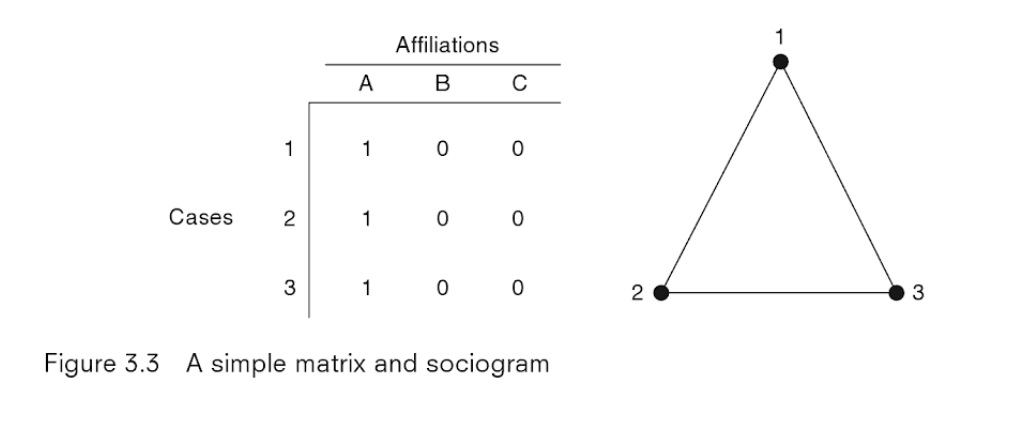 Affiliations
A B C
1 1 0 0
Cases 2 1 0 0
3 1 0 0
1
2 3
Figure 3.3 A simple matrix and sociogram